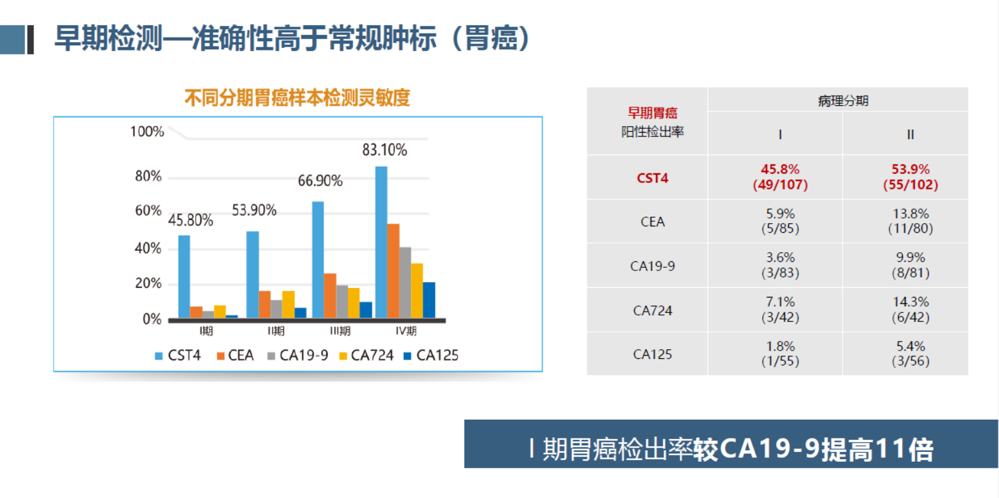 早期检测—准确性高于常规肿标（胃癌）
不同分期胃癌样本检测灵敏度
100%
80%
60%
40%
20%
0%
45.80%
53.90%
66.90%
83.10%
I期
II期
III期
IV期
CST4
CEA
CA19-9
CA724
CA125
早期胃癌
阳性检出率
病理分期
I
II
CST4
45.8%
(49/107)
53.9%
(55/102)
CEA
5.9%
(5/85)
13.8%
(11/80)
CA19-9
3.6%
(3/83)
9.9%
(8/81)
CA724
7.1%
(3/42)
14.3%
(6/42)
CA125
1.8%
(1/55)
5.4%
(3/56)
I 期胃癌检出率较CA19-9提高11倍